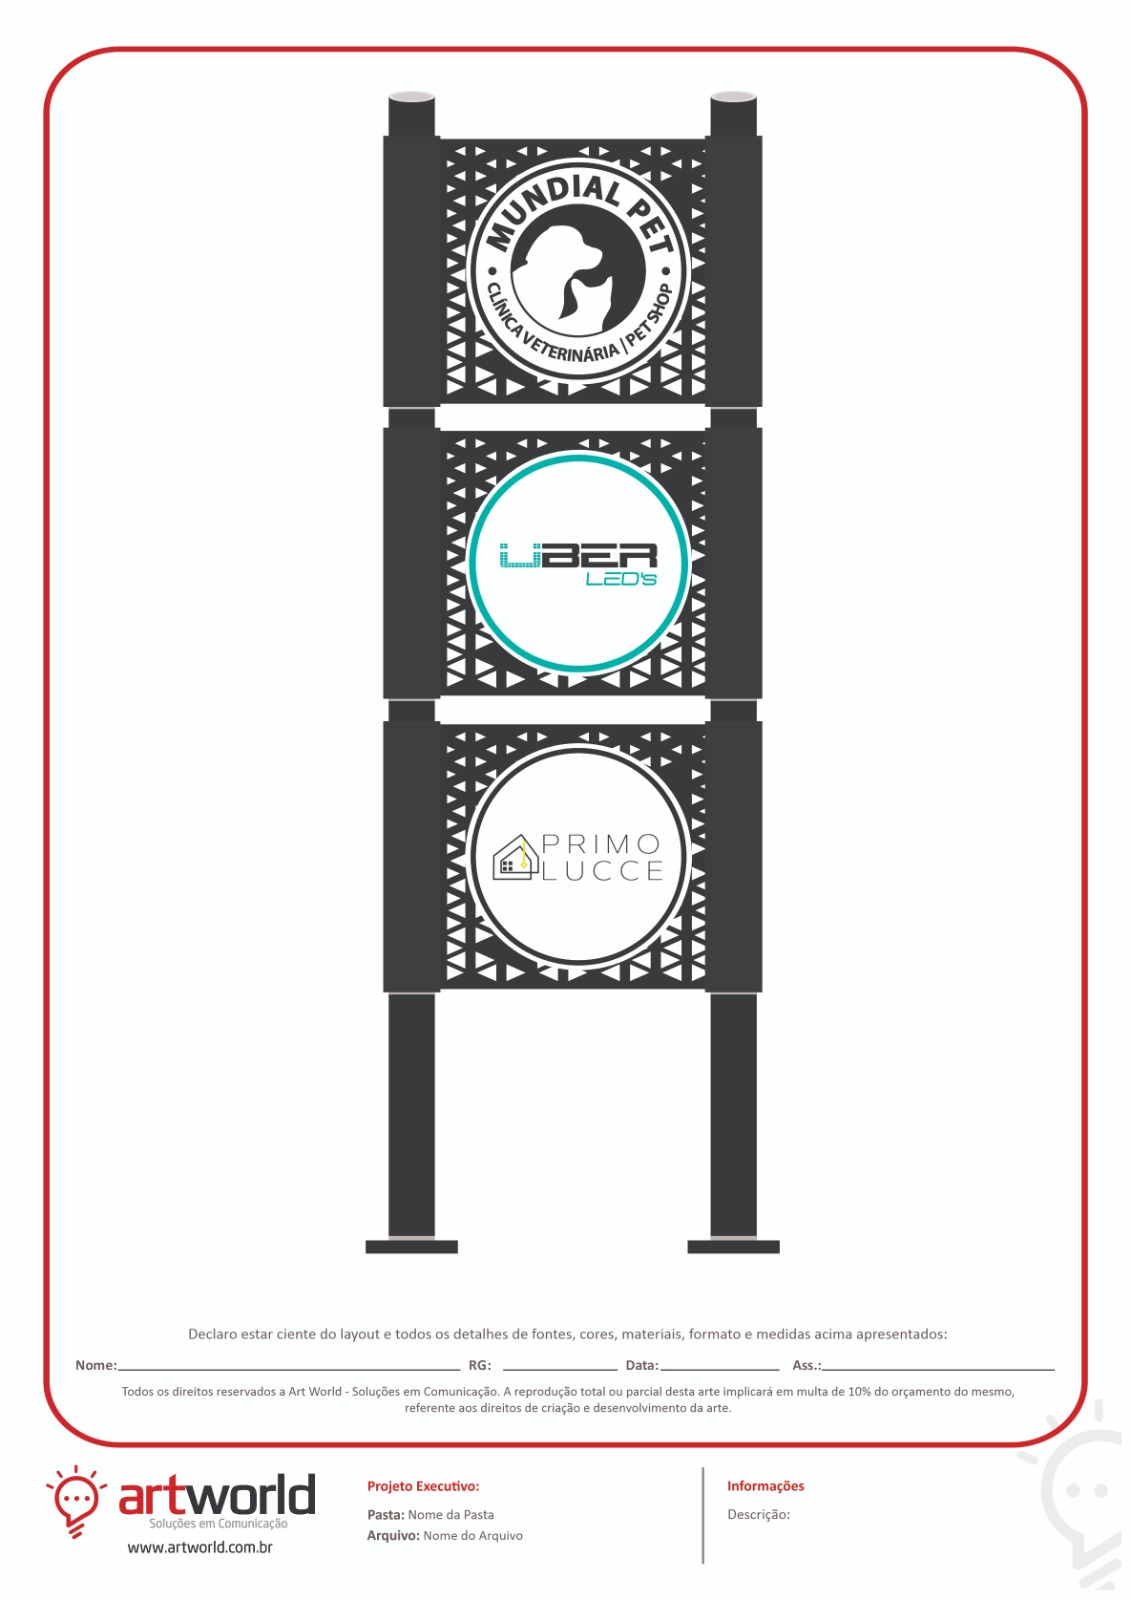 MUNDIAL PET
CLÍNICA VETERINÁRIA | PET SHOP
UBER
LED's
PRIMO
LUCCE
Declaro estar ciente do layout e todos os detalhes de fontes, cores, materiais, formato e medidas acima apresentados:
Nome: RG: Data: Ass.:
Todos os direitos reservados a Art World - Soluções em Comunicação. A reprodução total ou parcial desta arte implicará em multa de 10% do orçamento do mesmo,
referente aos direitos de criação e desenvolvimento da arte.
artworld
Soluções em Comunicação
www.artworld.com.br
Projeto Executivo:
Pasta: Nome da Pasta
Arquivo: Nome do Arquivo
Informações
Descrição: